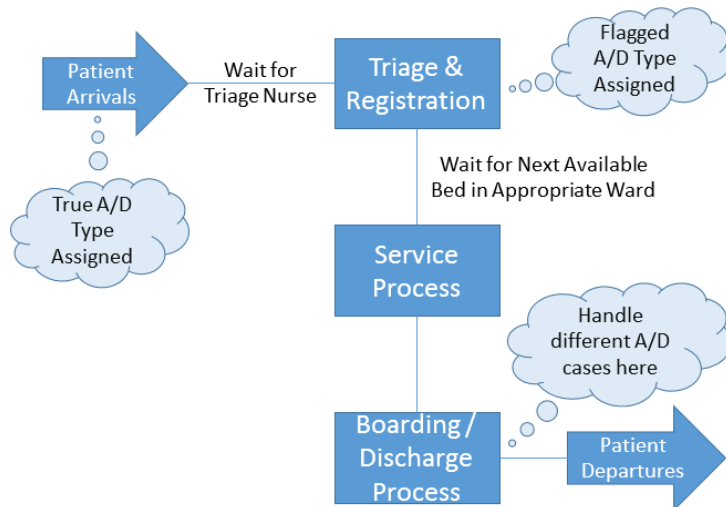 Patient
Arrivals
Wait for
Triage Nurse
Triage &
Registration
Flagged
A/D Type
Assigned
True A/D
Type
Assigned
Wait for Next Available
Bed in Appropriate Ward
Service
Process
Handle
different A/D
cases here
Boarding /
Discharge
Process
Patient
Departures